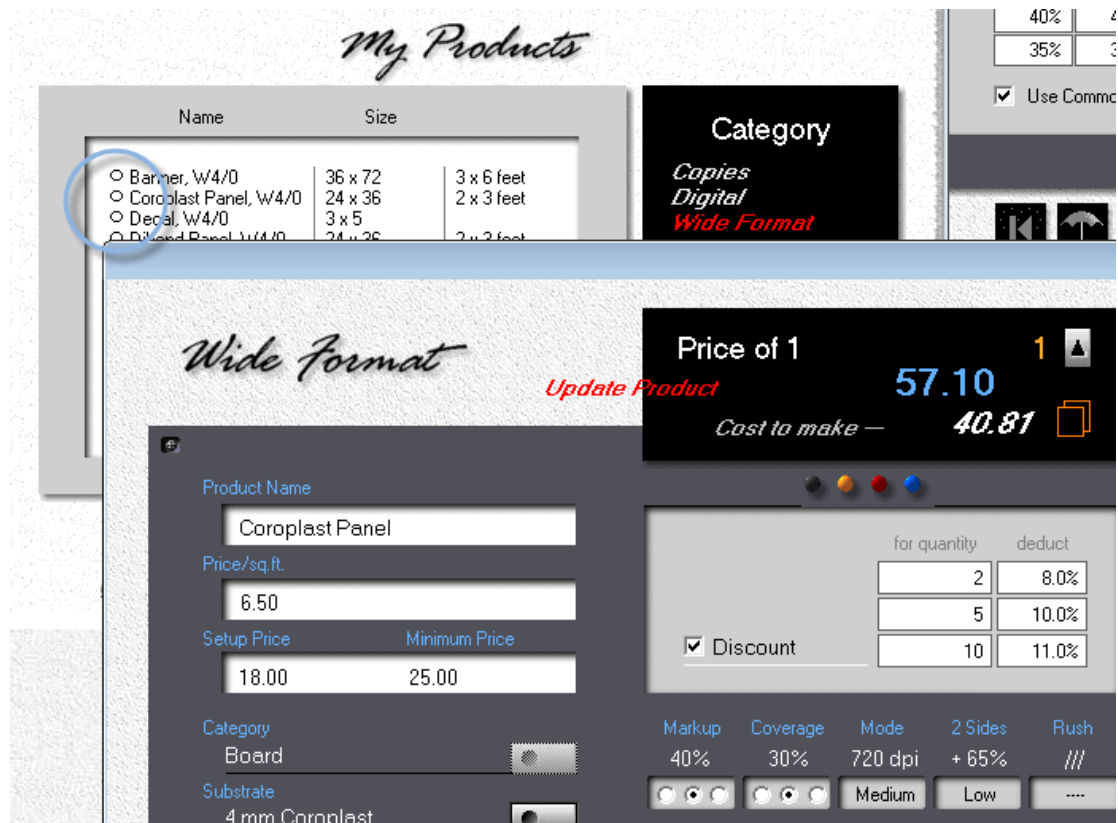 My Products
40%
35%
Use Commo
Name Size
Category
Copies
Digital
Wide Format
Banner, W4/0 36 x 72 3 x 6 feet
Coroplast Panel, W4/0 24 x 36 2 x 3 feet
Decal, W4/0 3 x 5
Wide Format
Update Product
Price of 1 1
57.10
Cost to make — 40.81
Product Name
Coroplast Panel
Price/sq.ft.
6.50
Setup Price Minimum Price
18.00 25.00
Category
Board
Substrate
4 mm Coroplast
for quantity deduct
2 8.0%
5 10.0%
10 11.0%
Discount
Markup Coverage Mode 2 Sides Rush
40% 30% 720 dpi + 65% ///
Medium Low ----